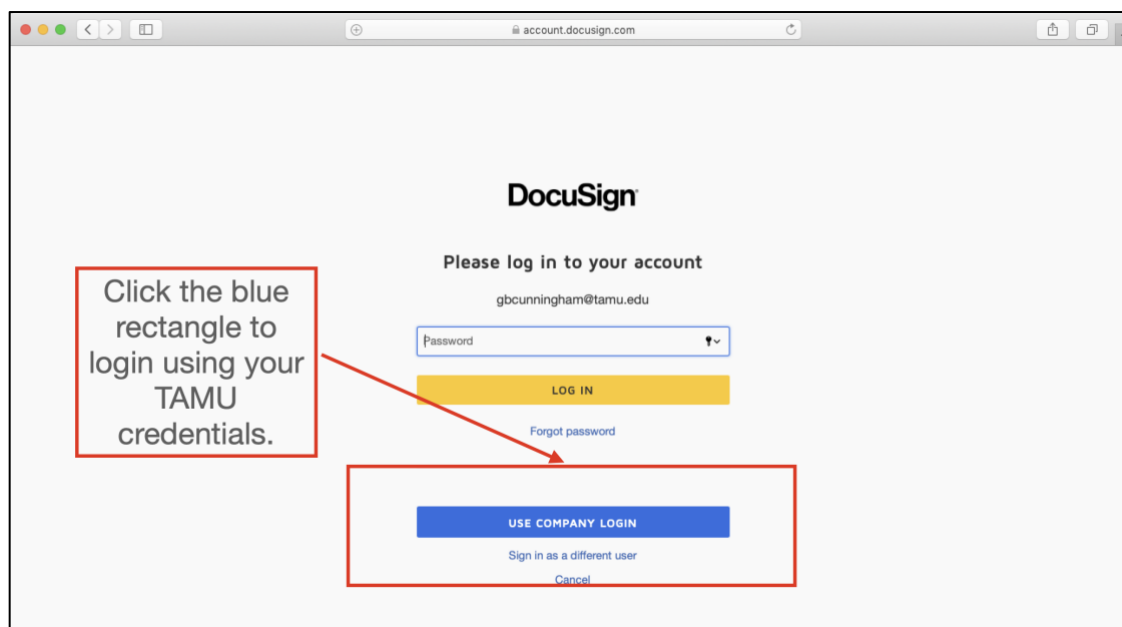 account.docusign.com
DocuSign
Please log in to your account
gbcunningham@tamu.edu
Password
LOG IN
Forgot password
Click the blue
rectangle to
login using your
TAMU
credentials.
USE COMPANY LOGIN
Sign in as a different user
Cancel